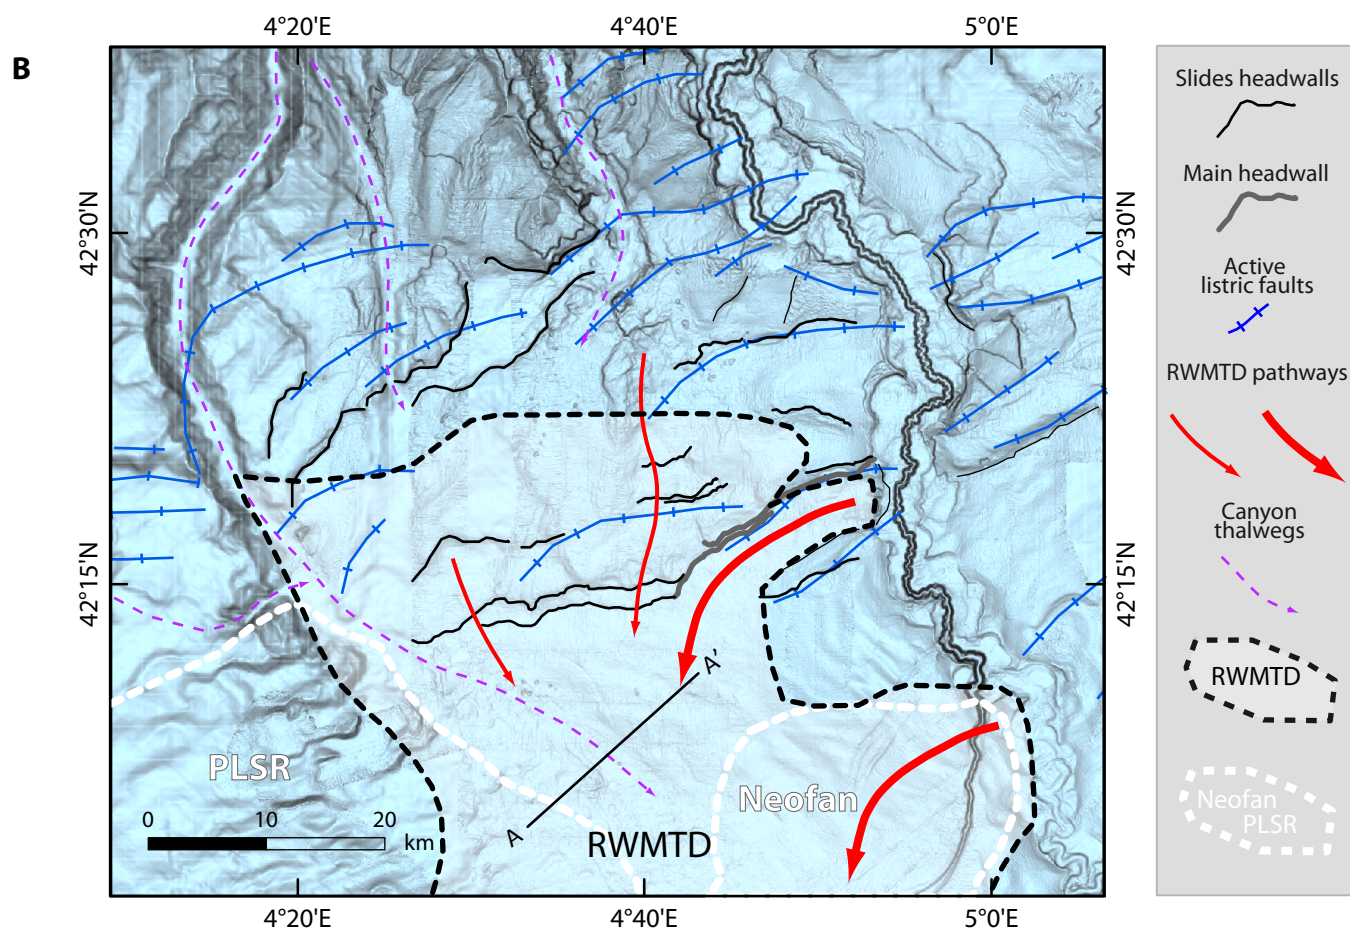 B
4°20'E
4°40'E
5°0'E
42°30'N
42°15'N
42°30'N
42°15'N
4°20'E
4°40'E
5°0'E
PLSR
Neofan
RWMTD
A
A'
0
10
20
km
Slides headwalls
Main headwall
Active
listric faults
RWMTD pathways
Canyon
thalwegs
RWMTD
Neofan
PLSR